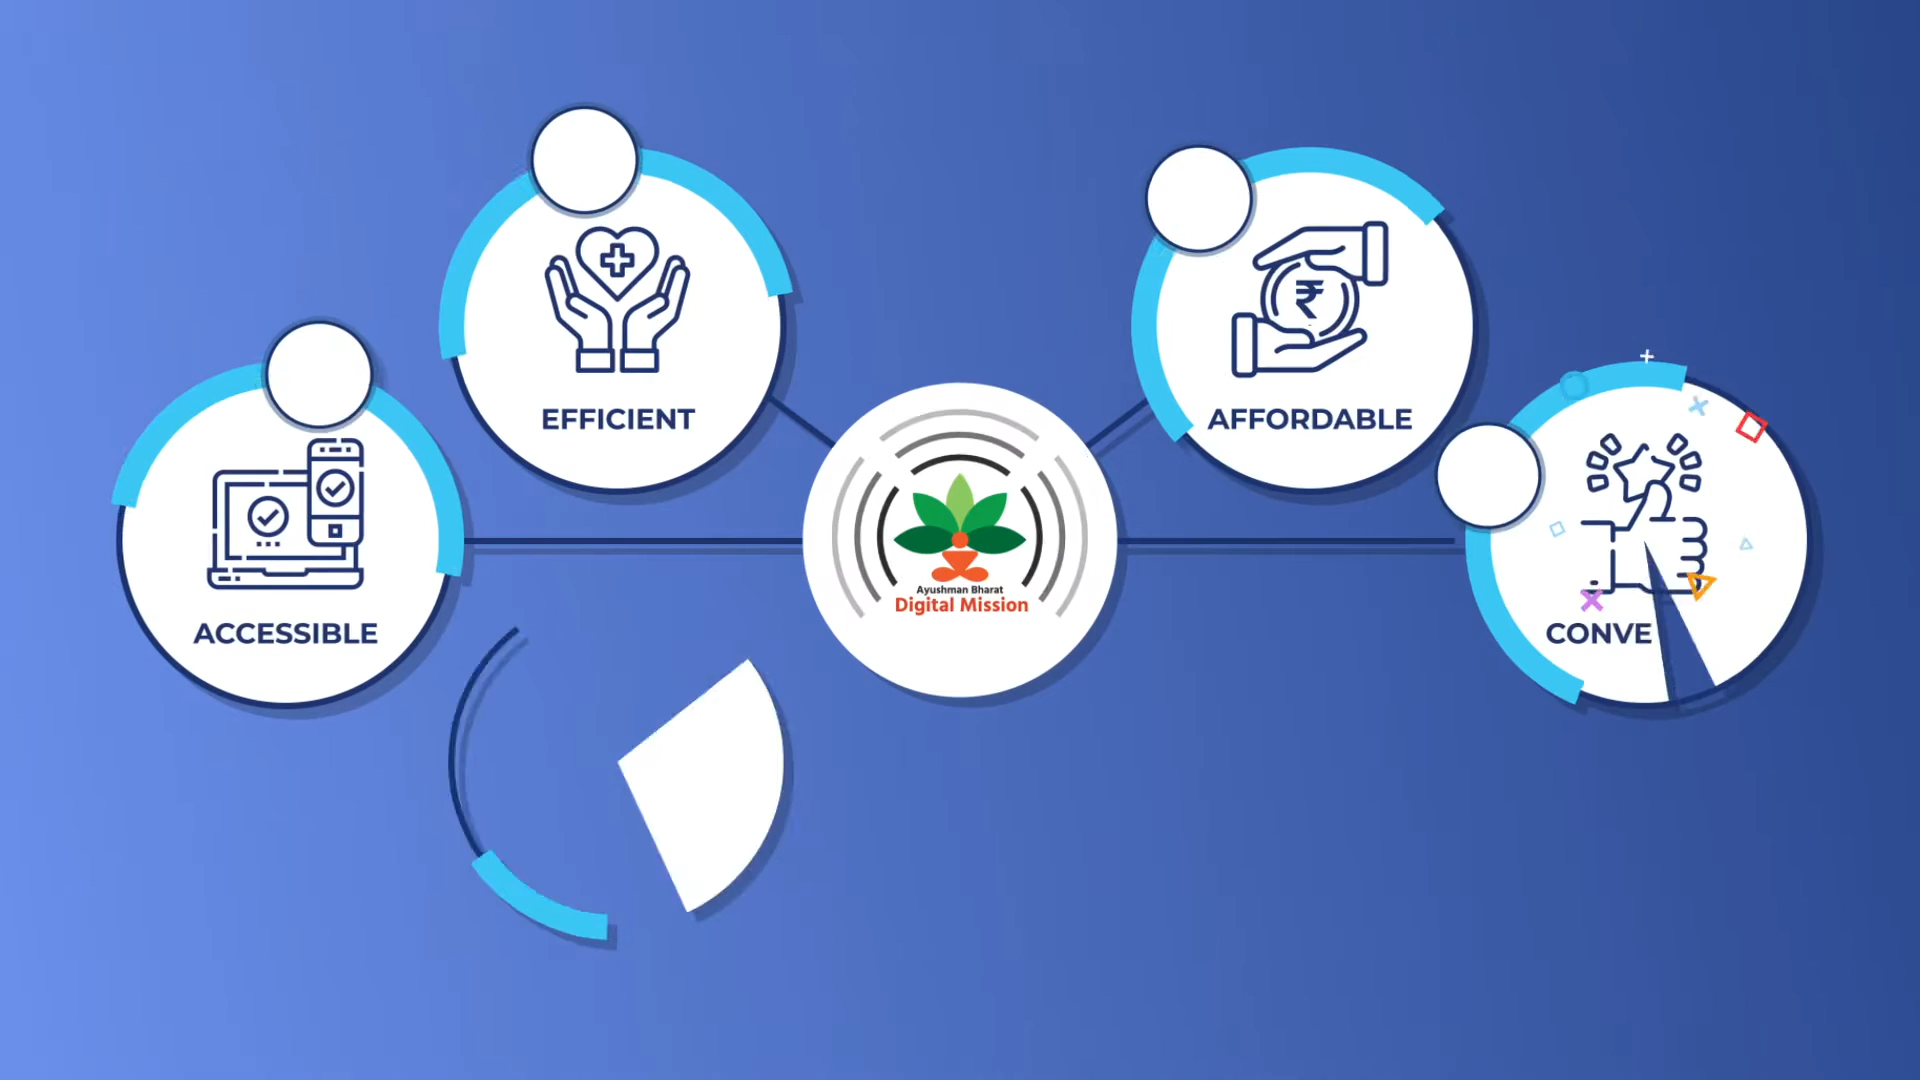 EFFICIENT
AFFORDABLE
₹
Ayushman Bharat
Digital Mission
ACCESSIBLE
CONVE